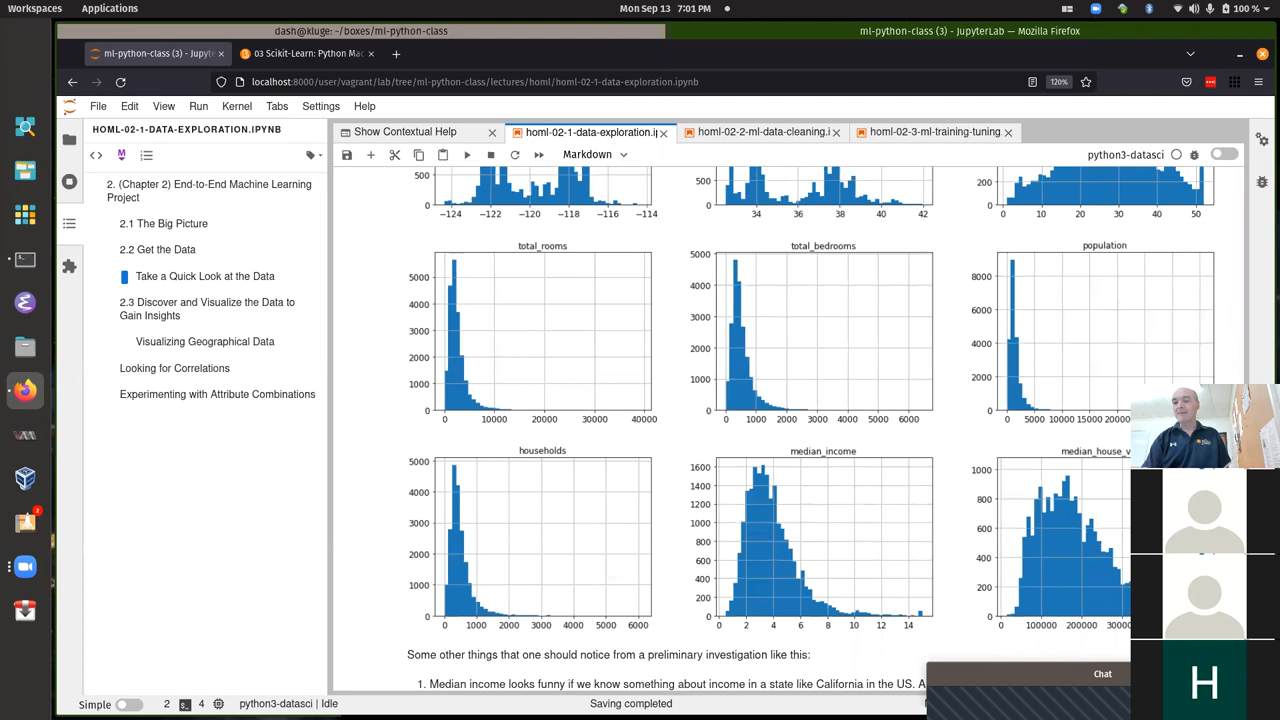 Workspaces Applications Mon Sep 13 7:01 PM 100 %
dash@kluge: ~/boxes/ml-python-class ml-python-class (3) — JupyterLab — Mozilla Firefox
ml-python-class (3) - Jupyte 03 Scikit-Learn: Python Mac
localhost:8000/user/vagrant/lab/tree/ml-python-class/lectures/homl/homl-02-1-data-exploration.ipynb 120%
File Edit View Run Kernel Tabs Settings Help
HOML-02-1-DATA-EXPLORATION.IPYNB
2. (Chapter 2) End-to-End Machine Learning
Project
2.1 The Big Picture
2.2 Get the Data
Take a Quick Look at the Data
2.3 Discover and Visualize the Data to
Gain Insights
Visualizing Geographical Data
Looking for Correlations
Experimenting with Attribute Combinations
Show Contextual Help homl-02-1-data-exploration.ip homl-02-2-ml-data-cleaning.i homl-02-3-ml-training-tuning.
Markdown python3-datasci
500 500 200
0 0 0
−124 −122 −120 −118 −116 −114 34 36 38 40 42 0 10 20 30 40 50
total_rooms total_bedrooms population
5000
4000
3000
2000
1000
0
0 10000 20000 30000 40000
5000
4000
3000
2000
1000
0
0 1000 2000 3000 4000 5000 6000
8000
6000
4000
2000
0
0 5000 10000 15000 20000
households median_income median_house_v
5000
4000
3000
2000
1000
0
0 1000 2000 3000 4000 5000 6000
1600
1400
1200
1000
800
600
400
200
0
0 2 4 6 8 10 12 14
1000
800
600
400
200
0
100000 200000 30000
Some other things that one should notice from a preliminary investigation like this:
1. Median income looks funny if we know something about income in a state like California in the US. A
Chat
H
Simple 2 4 python3-datasci | Idle Saving completed
2